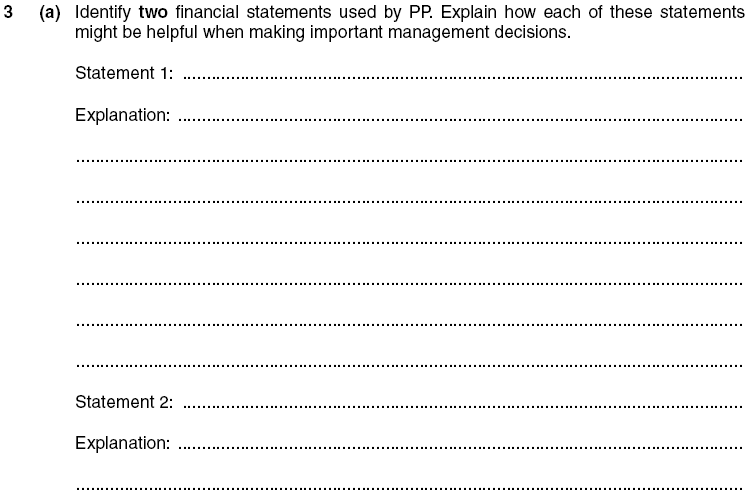 3 (a) Identify two financial statements used by PP. Explain how each of these statements
might be helpful when making important management decisions.
Statement 1: ................................................................................................................
Explanation: .................................................................................................................
......................................................................................................................................
......................................................................................................................................
......................................................................................................................................
......................................................................................................................................
......................................................................................................................................
......................................................................................................................................
Statement 2: ................................................................................................................
Explanation: .................................................................................................................
......................................................................................................................................